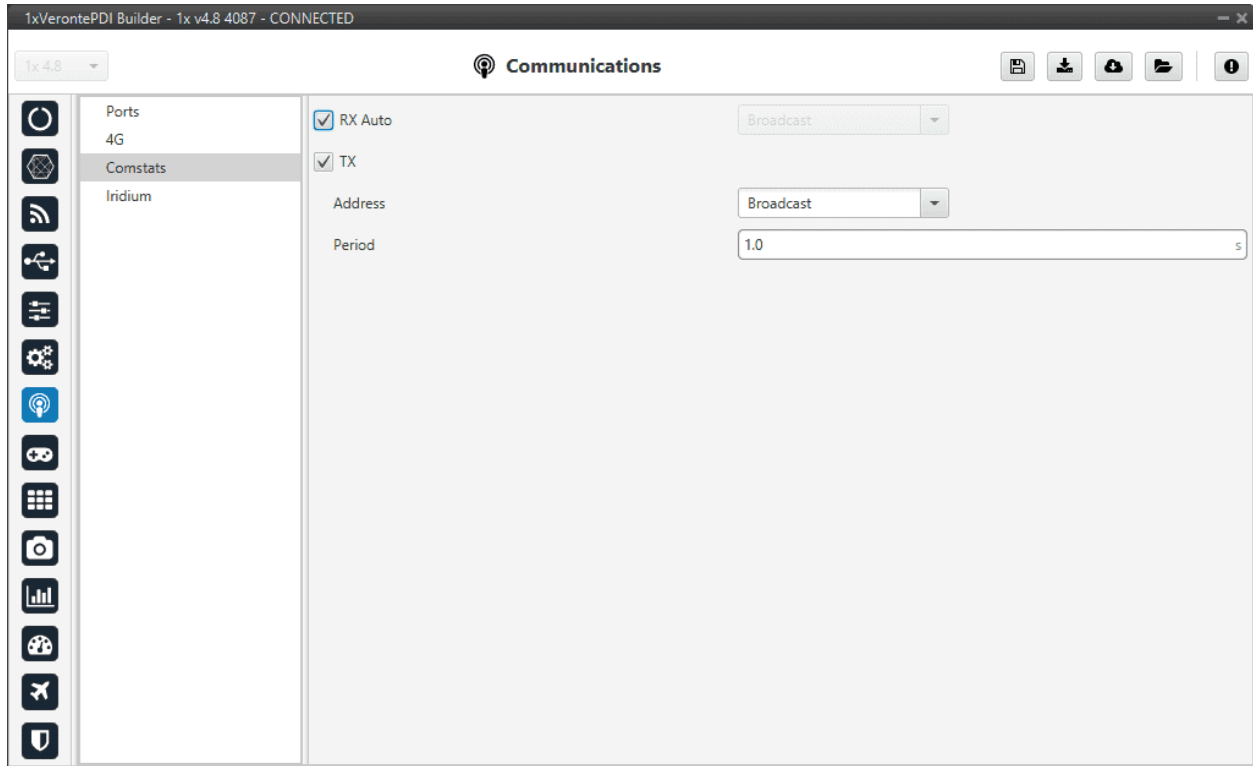 1xVerontePDI Builder - 1x v4.8 4087 - CONNECTED
1x 4.8
Communications
Ports
4G
Comstats
Iridium
RX Auto
Broadcast
TX
Address
Broadcast
Period
1.0
s